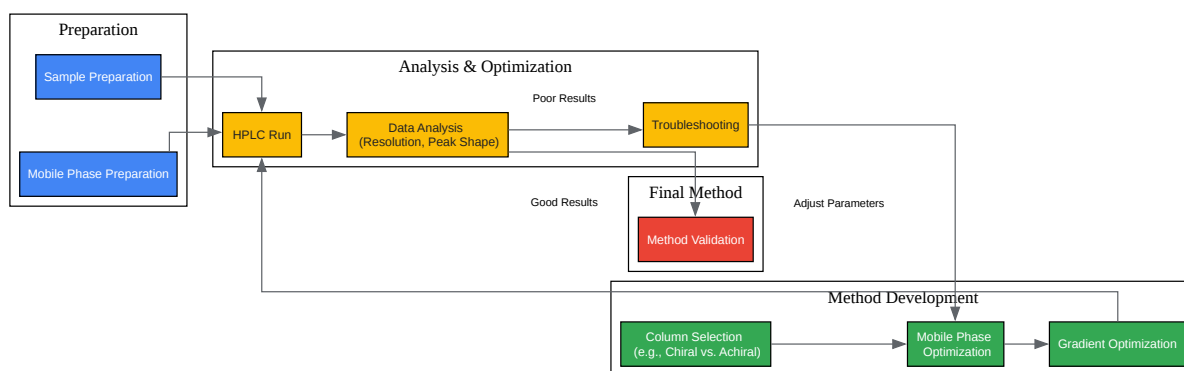 Preparation
Sample Preparation
Mobile Phase Preparation
Analysis & Optimization
HPLC Run
Data Analysis
(Resolution, Peak Shape)
Poor Results
Troubleshooting
Good Results
Final Method
Method Validation
Adjust Parameters
Method Development
Column Selection
(e.g., Chiral vs. Achiral)
Mobile Phase
Optimization
Gradient Optimization